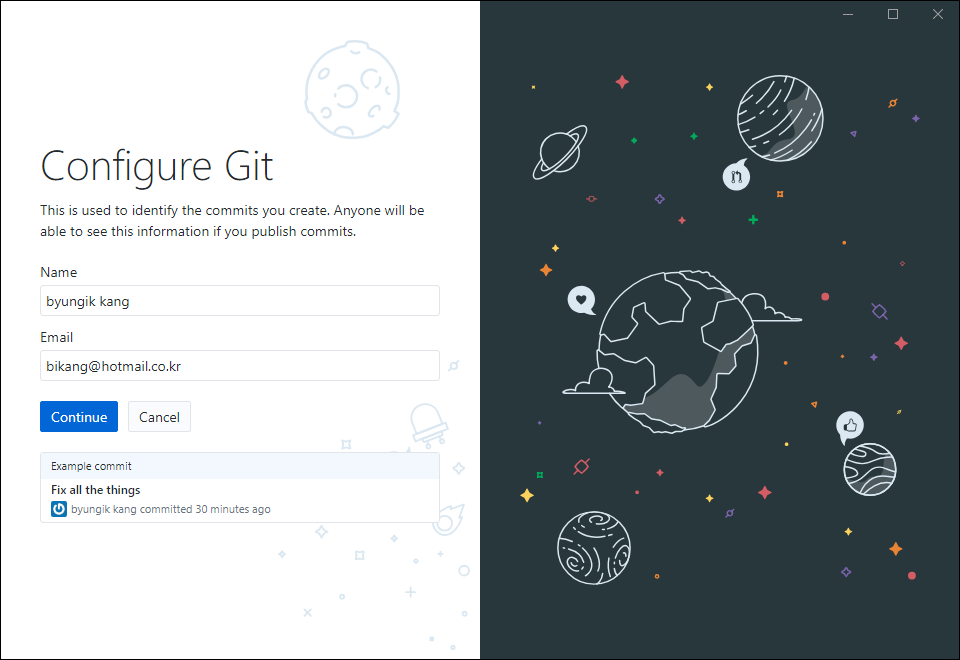 Configure Git
This is used to identify the commits you create. Anyone will be
able to see this information if you publish commits.
Name
byungik kang
Email
bikang@hotmail.co.kr
Continue Cancel
Example commit
Fix all the things
byungik kang committed 30 minutes ago